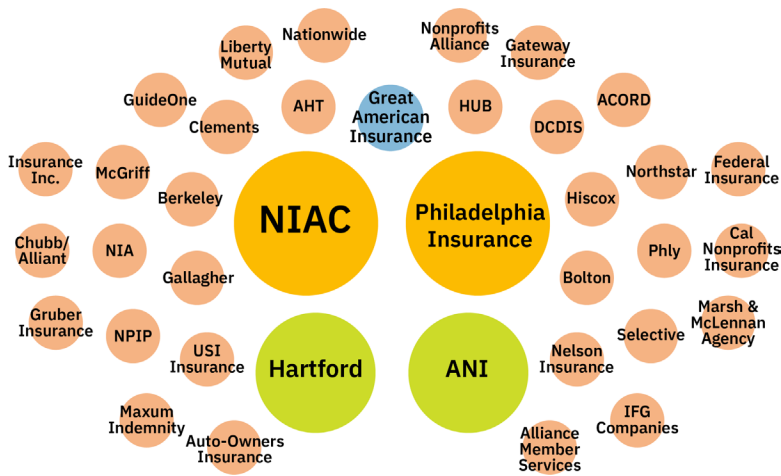 Nationwide
Nonprofits
Alliance
Liberty
Mutual
Gateway
Insurance
GuideOne
Clements
AHT
Great
American
Insurance
HUB
DCDIS
ACORD
Insurance
Inc.
McGriff
Berkeley
NIAC
Philadelphia
Insurance
Hiscox
Northstar
Federal
Insurance
Chubb/
Alliant
NIA
Gallagher
Bolton
Phly
Cal
Nonprofits
Insurance
Gruber
Insurance
NPIP
USI
Insurance
Hartford
ANI
Nelson
Insurance
Selective
Marsh &
McLennan
Agency
Maxum
Indemnity
Auto-Owners
Insurance
Alliance
Member
Services
IFG
Companies